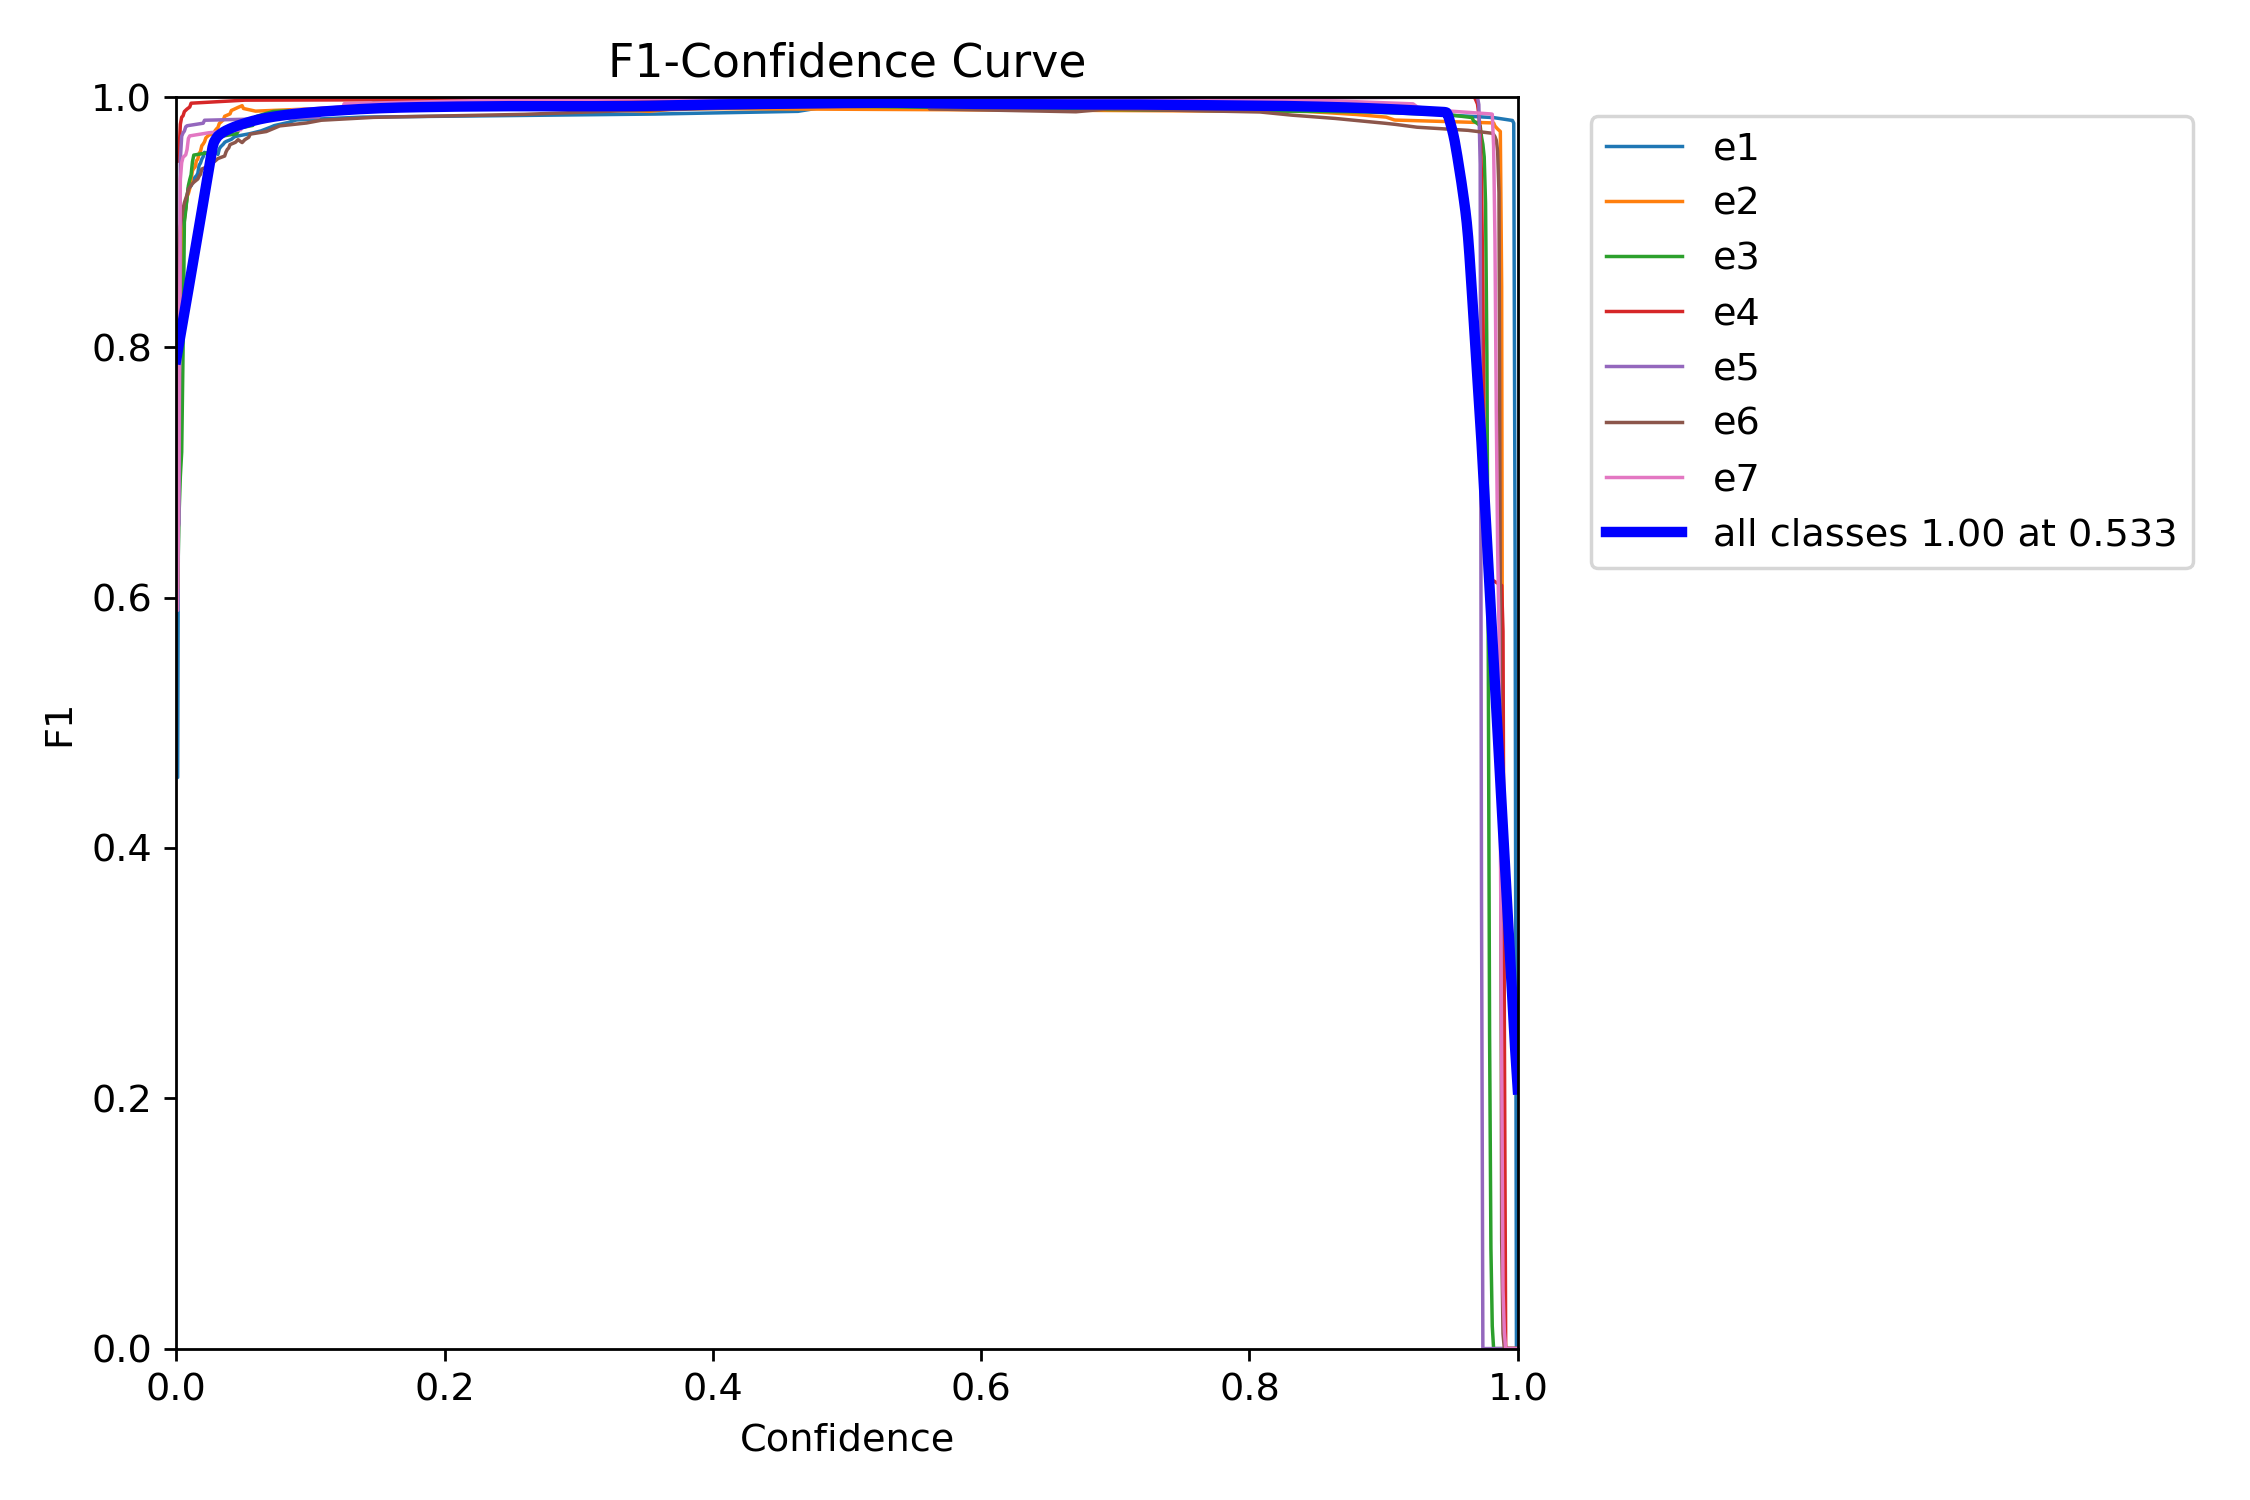 F1-Confidence Curve
1.0
0.8
0.6
0.4
0.2
0.0
F1
0.0 0.2 0.4 0.6 0.8 1.0
Confidence
e1
e2
e3
e4
e5
e6
e7
all classes 1.00 at 0.533